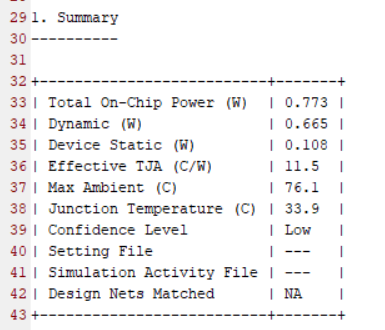 29 1. Summary
30 ----------
31
32 +----------------------------+-------+
33 | Total On-Chip Power (W)  | 0.773 |
34 | Dynamic (W)              | 0.665 |
35 | Device Static (W)        | 0.108 |
36 | Effective TJA (C/W)      | 11.5  |
37 | Max Ambient (C)          | 76.1  |
38 | Junction Temperature (C) | 33.9  |
39 | Confidence Level         | Low   |
40 | Setting File             | ---   |
41 | Simulation Activity File | ---   |
42 | Design Nets Matched      | NA    |
43 +----------------------------+-------+